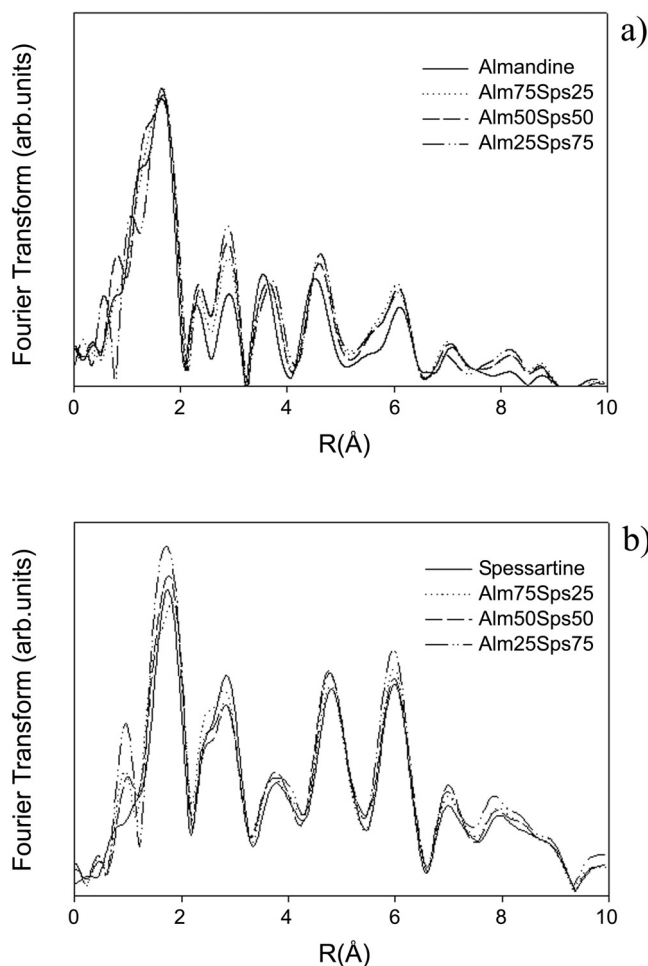 a)
Almandine
Alm75Sps25
Alm50Sps50
Alm25Sps75
Fourier Transform (arb.units)
0 2 4 6 8 10
R(Å)
b)
Spessartine
Alm75Sps25
Alm50Sps50
Alm25Sps75
Fourier Transform (arb.units)
0 2 4 6 8 10
R(Å)